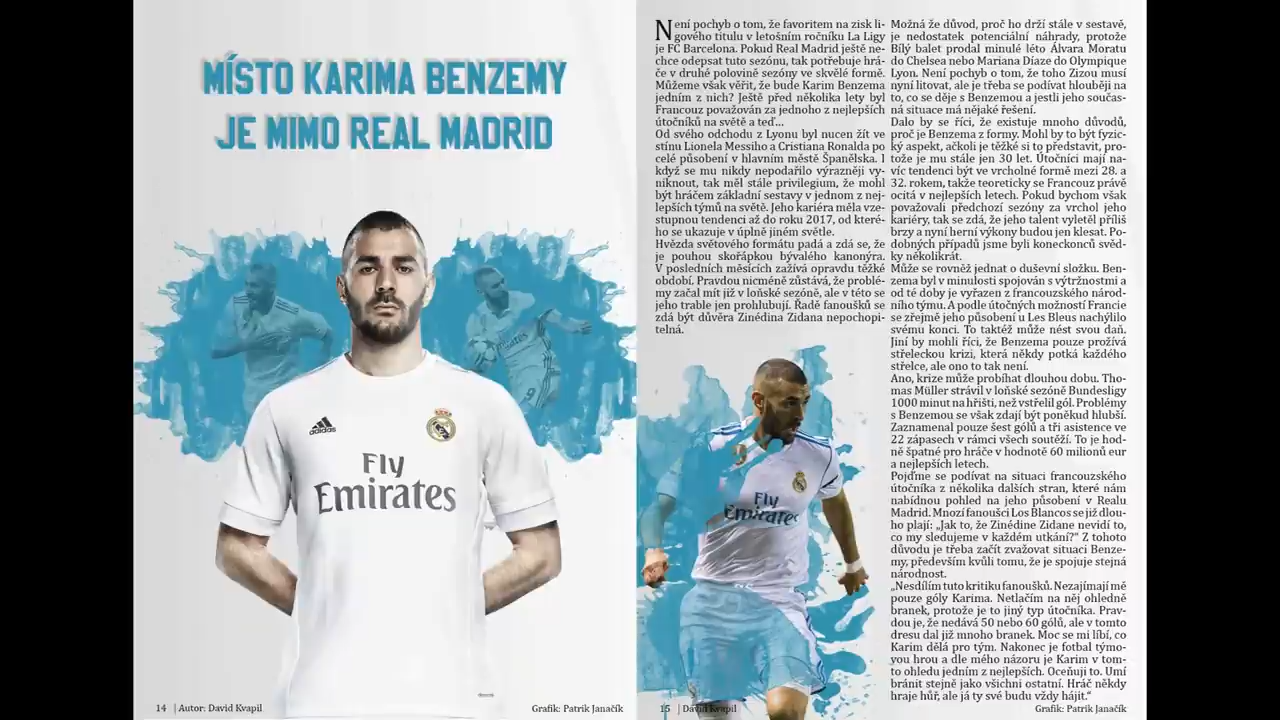 MÍSTO KARIMA BENZEMY
JE MIMO REAL MADRID
adidas
Fly
Emirates
14 | Autor: David Kvapil
Grafik: Patrik Janačík
Není pochyb o tom, že favoritem na zisk li-
gového titulu v letošním ročníku La Ligy
je FC Barcelona. Pokud Real Madrid ještě ne-
chce odepsat tuto sezónu, tak potřebuje hrá-
če v druhé polovině sezóny ve skvělé formě.
Můžeme však věřit, že bude Karim Benzema
jedním z nich? Ještě před několika lety byl
Francouz považován za jednoho z nejlepších
útočníků na světe a teď...
Od svého odchodu z Lyonu byl nucen žít ve
stínu Lionela Messiho a Cristiana Ronalda po
celé působení v hlavním městě Španělska. I
když se mu nikdy nepodařilo výrazněji vy-
niknout, tak měl stále privilegium, že mohl
být hráčem základní sestavy v jednom z nej-
lepších týmů na světě. Jeho kariéra měla vze-
stupnou tendenci až do roku 2017, od které-
ho se ukazuje v úplně jiném světle.
Hvězda světového formátu padá a zdá se, že
je pouhou skořápkou bývalého kanonýra.
V posledních měsících zažívá opravdu těžké
období. Pravdou nicméně zůstává, že problé-
my začal mít již v loňské sezóně, ale v této se
jeho trable jen prohlubují. Řadě fanoušků se
zdá být důvěra Zinédina Zidana nepochopi-
telná.
Fly
Emirates
Možná že důvod, proč ho drží stále v sestavě,
je nedostatek potenciální náhrady, protože
Bílý balet prodal minulé léto Álvara Moratu
do Chelsea nebo Mariana Díaze do Olympique
Lyon. Není pochyb o tom, že toho Zizou musí
nyní litovat, ale je třeba se podívat hlouběji na
to, co se děje s Benzemou a jestli jeho součas-
ná situace má nějaké řešení.
Dalo by se říci, že existuje mnoho důvodů,
proč je Benzema z formy. Mohl by to být fyzic-
ký aspekt, ačkoli je těžké si to představit, pro-
tože je mu stále jen 30 let. Útočníci mají na-
víc tendenci být ve vrcholné formě mezi 28. a
32. rokem, takže teoreticky se Francouz právě
ocitá v nejlepších letech. Pokud bychom však
považovali předchozí sezóny za vrchol jeho
kariéry, tak se zdá, že jeho talent vyletěl příliš
brzy a nyní herní výkony budou jen klesat. Po-
dobných případů jsme byli koneckonců svěd-
ky několikrát.
Může se rovněž jednat o duševní složku. Ben-
zema byl v minulosti spojován s výtržnostmi a
od té doby je vyřazen z francouzského národ-
ního týmu. A podle útočných možností Francie
se zřejmě jeho působení u Les Bleus nachýlilo
svému konci. To taktéž může nést svou daň.
Jiní by mohli říci, že Benzema pouze prožívá
střeleckou krizi, která někdy potká každého
střelce, ale ono to tak není.
Ano, krize může probíhat dlouhou dobu. Tho-
mas Müller strávil v loňské sezóně Bundesligy
1000 minut na hřišti, než vstřelil gól. Problémy
s Benzemou se však zdají být poněkud hlubší.
Zaznamenal pouze šest gólů a tři asistence ve
22 zápasech v rámci všech soutěží. To je hod-
ně špatné pro hráče v hodnotě 60 milionů eur
a nejlepších letech.
Pojďme se podívat na situaci francouzského
útočníka z několika dalších stran, které nám
nabídnou pohled na jeho působení v Realu
Madrid. Mnozí fanoušci Los Blancos se již dlou-
ho plají: „Jak to, že Zinédine Zidane nevidí to,
co my sledujeme v každém utkání?" Z tohoto
důvodu je třeba začít zvažovat situaci Benze-
my, především kvůli tomu, že je spojuje stejná
národnost.
„Nesdílím tuto kritiku fanoušků. Nezajímají mě
pouze góly Karima. Netlačím na něj ohledně
branek, protože je to jiný typ útočníka. Prav-
dou je, že nedává 50 nebo 60 gólů, ale v tomto
dresu dal již mnoho branek. Moc se mi líbí, co
Karim dělá pro tým. Nakonec je fotbal týmo-
vou hrou a dle mého názoru je Karim v tom-
to ohledu jedním z nejlepších. Oceňuji to. Umí
bránit stejně jako všichni ostatní. Hráč někdy
hraje hůř, ale já ty své budu vždy hájit."
15 | David Kvapil
Grafik: Patrik Janačík